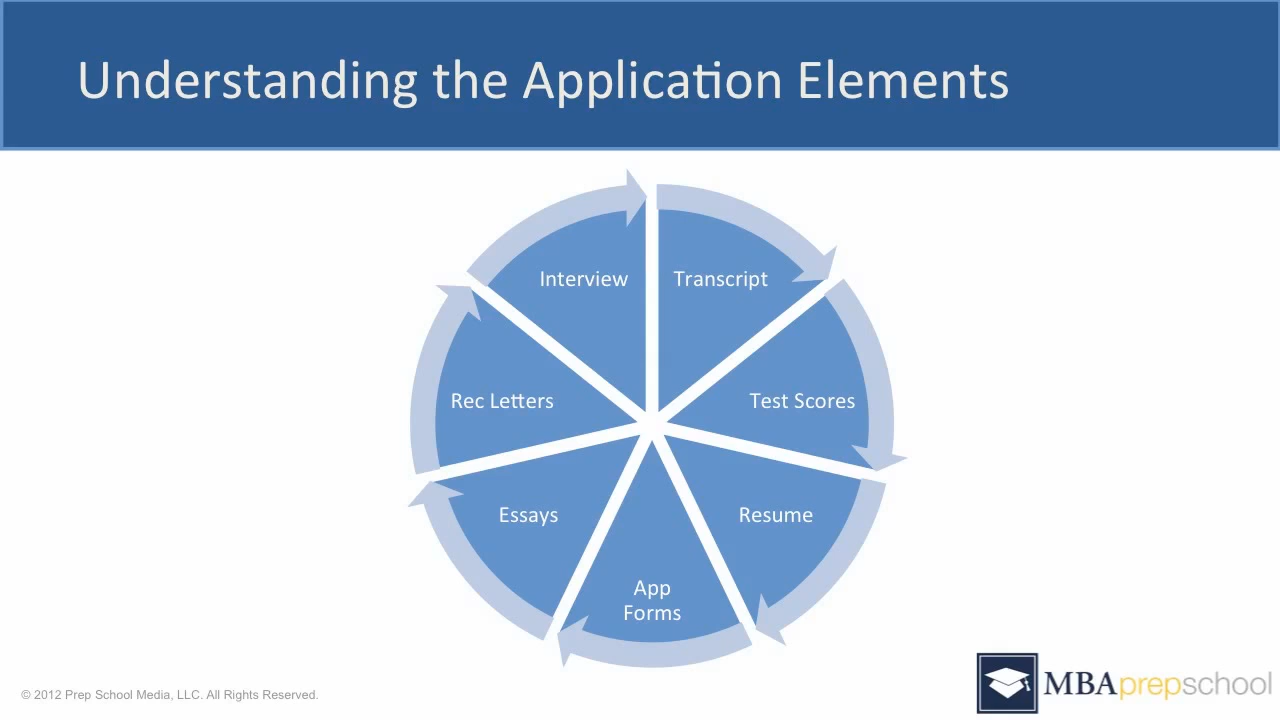 Understanding the Application Elements
Interview
Transcript
Rec Letters
Test Scores
Essays
Resume
App
Forms
© 2012 Prep School Media, LLC. All Rights Reserved.
MBAprepschool